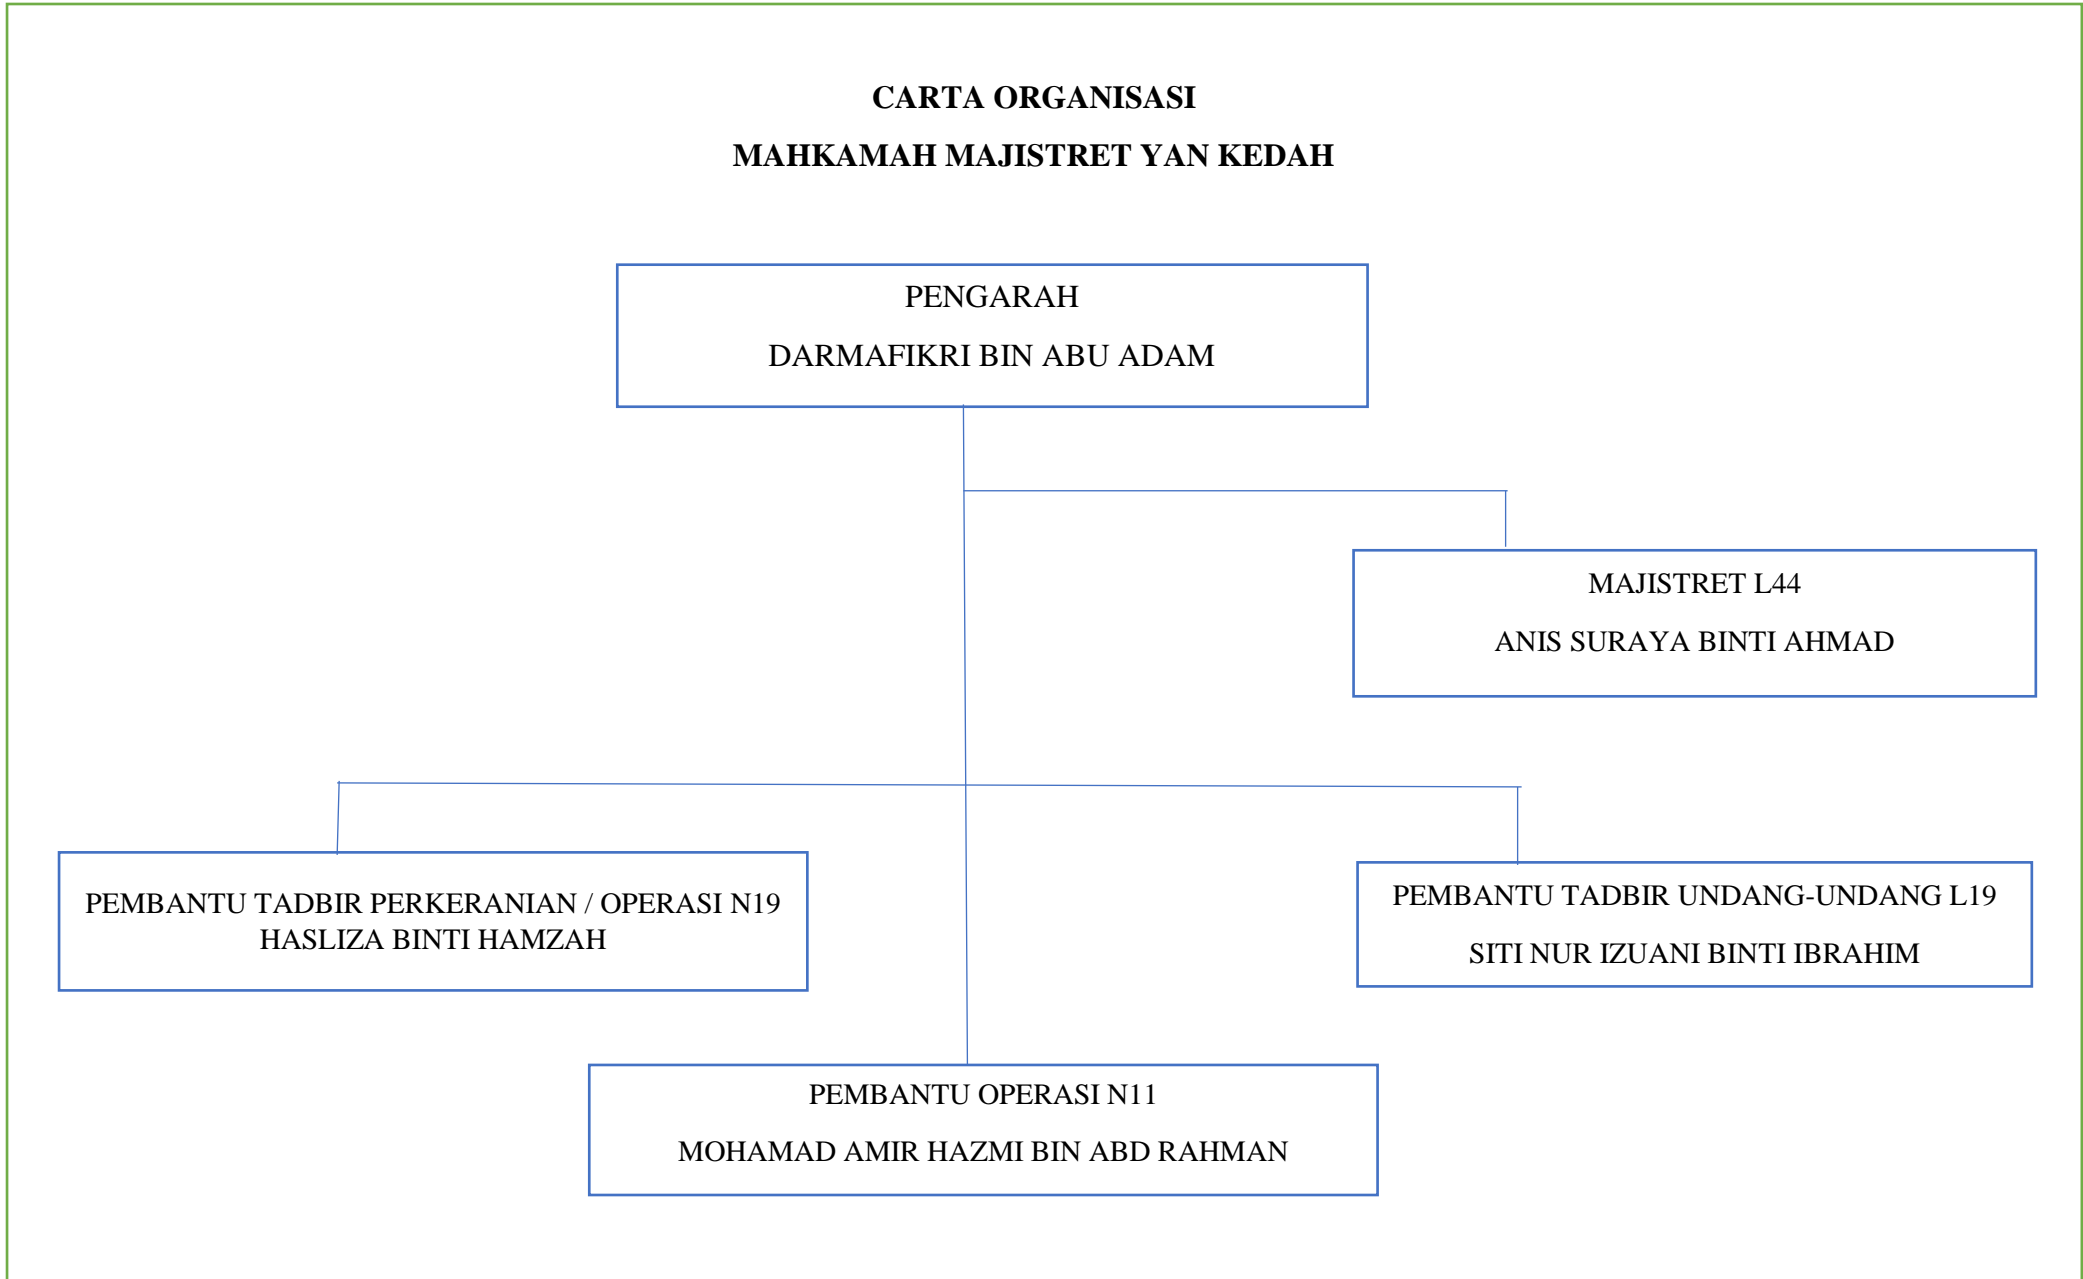 CARTA ORGANISASI
MAHKAMAH MAJISTRET YAN KEDAH
PENGARAH
DARMAFIKRI BIN ABU ADAM
MAJISTRET L44
ANIS SURAYA BINTI AHMAD
PEMBANTU TADBIR PERKERANIAN / OPERASI N19
HASLIZA BINTI HAMZAH
PEMBANTU TADBIR UNDANG-UNDANG L19
SITI NUR IZUANI BINTI IBRAHIM
PEMBANTU OPERASI N11
MOHAMAD AMIR HAZMI BIN ABD RAHMAN